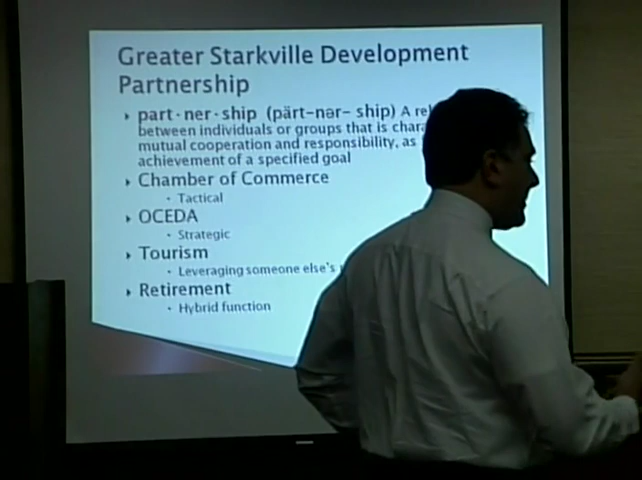 Greater Starkville Development
Partnership
part·ner·ship (pärt-nər- ship) A
between individuals or groups that is
mutual cooperation and responsibility, as
achievement of a specified goal
Chamber of Commerce
Tactical
OCEDA
Strategic
Tourism
Leveraging someone else's
Retirement
Hybrid function